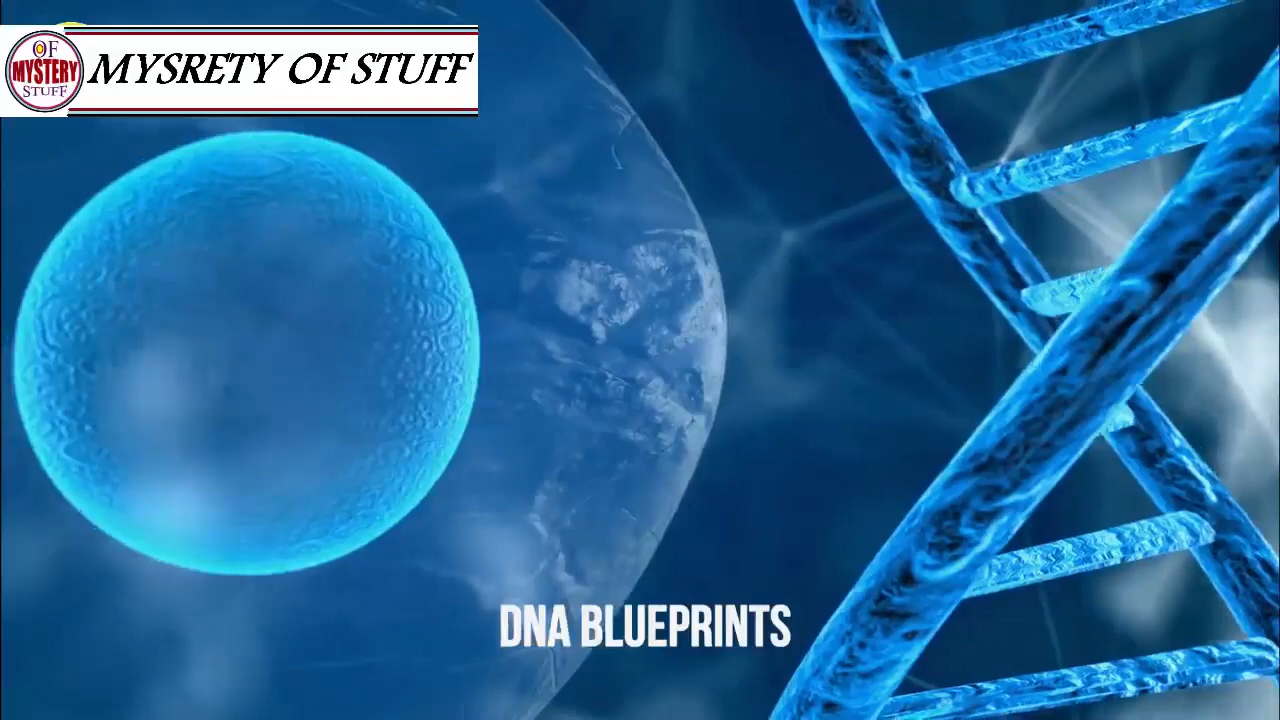 OF
MYSTERY
STUFF
MYSRETY OF STUFF
DNA BLUEPRINTS